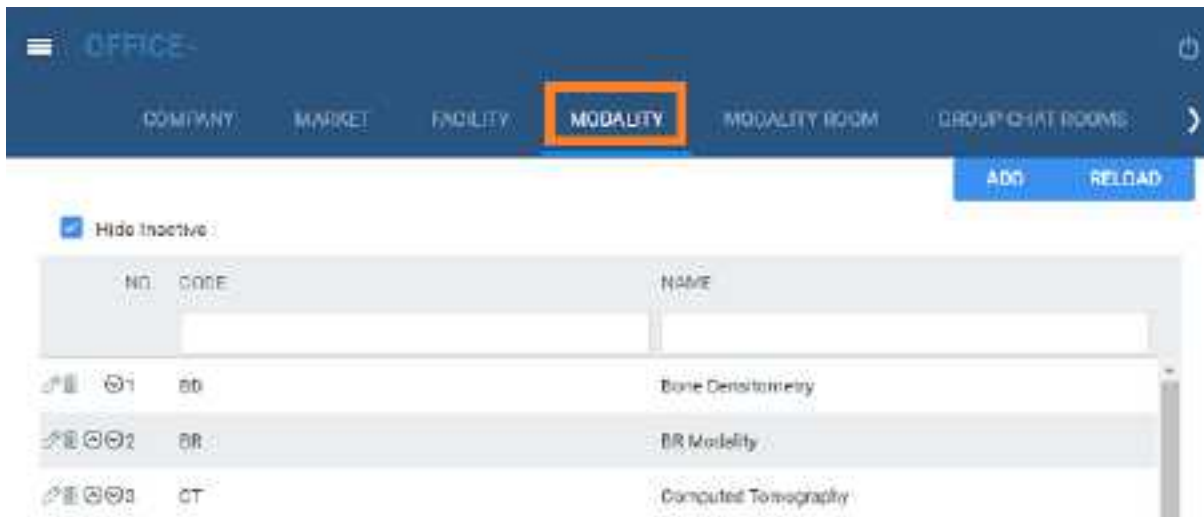 OFFICE
COMPANY MARKET FACILITY MODALITY MODALITY ROOM GROUP CHAT ROOMS
ADD RELOAD
Hide Inactive :
NO. CODE NAME
1 BD Bone Densitometry
2 BR BR Modality
3 CT Computed Tomography